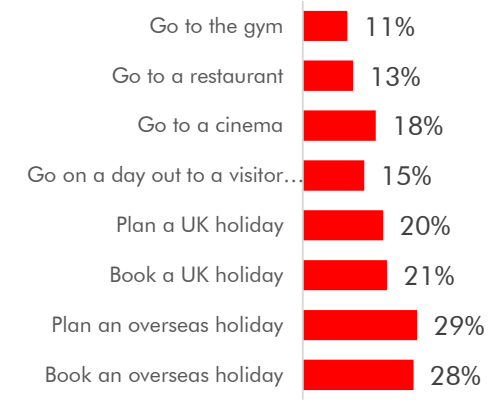 Go to the gym 11%
Go to a restaurant 13%
Go to a cinema 18%
Go on a day out to a visitor… 15%
Plan a UK holiday 20%
Book a UK holiday 21%
Plan an overseas holiday 29%
Book an overseas holiday 28%